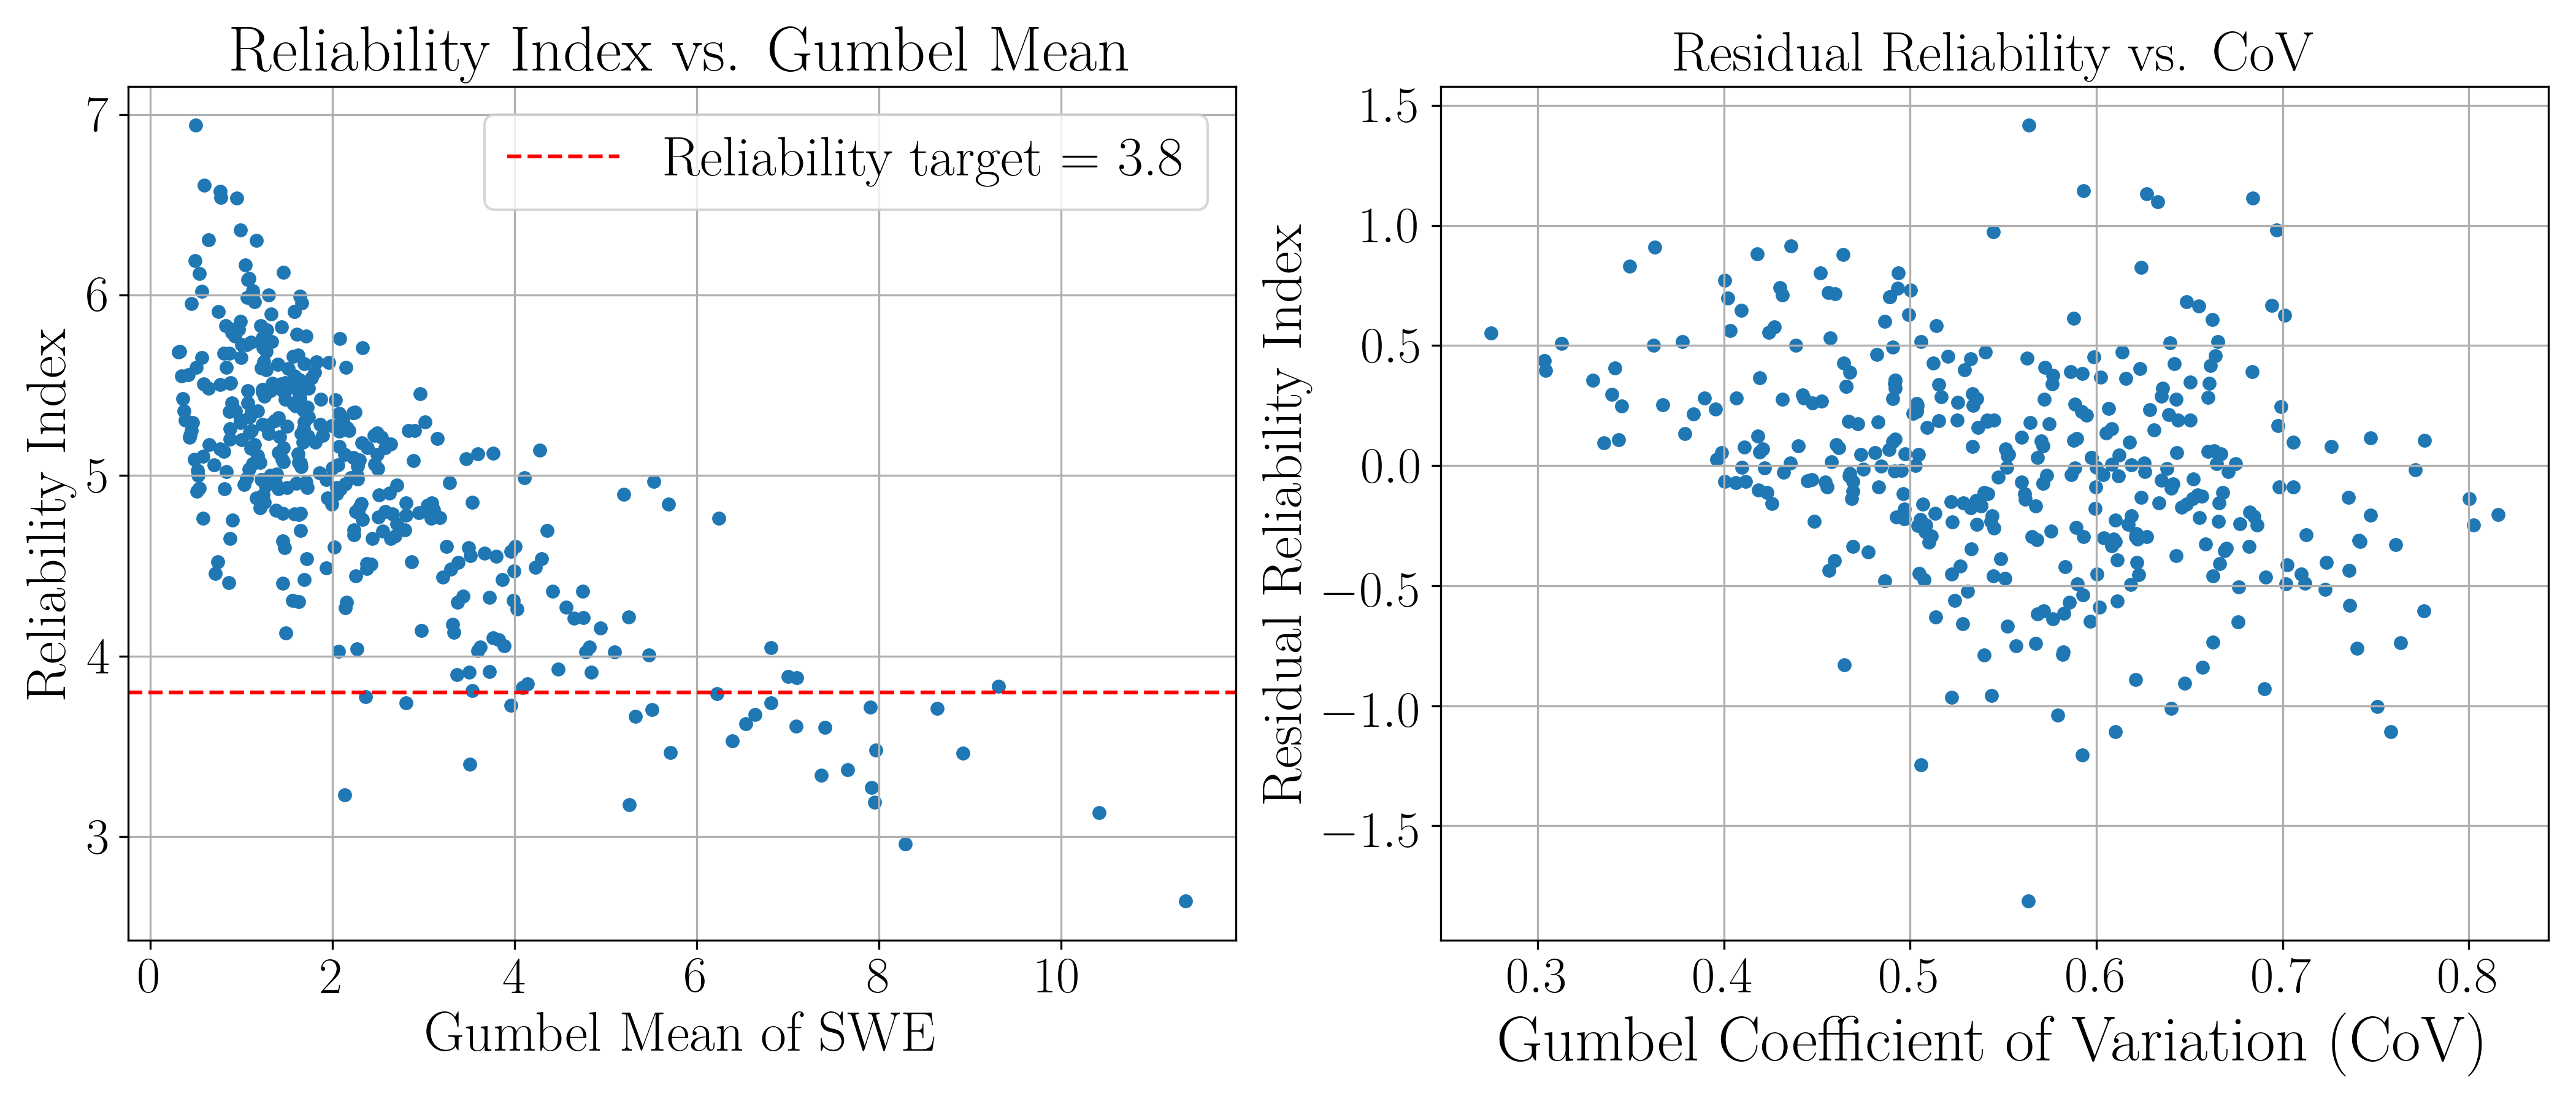 Reliability Index vs. Gumbel Mean
Reliability target = 3.8
Reliability Index
7
6
5
4
3
0 2 4 6 8 10
Gumbel Mean of SWE
Residual Reliability vs. CoV
Residual Reliability Index
1.5
1.0
0.5
0.0
−0.5
−1.0
−1.5
0.3 0.4 0.5 0.6 0.7 0.8
Gumbel Coefficient of Variation (CoV)